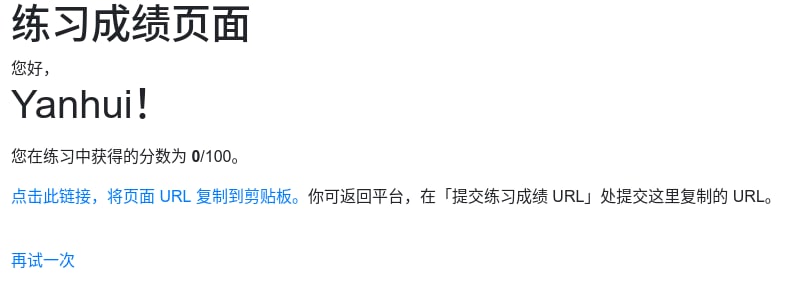 练习成绩页面
您好，
Yanhui！
您在练习中获得的分数为 0/100。
点击此链接，将页面 URL 复制到剪贴板。你可返回平台，在「提交练习成绩 URL」处提交这里复制的 URL。
再试一次